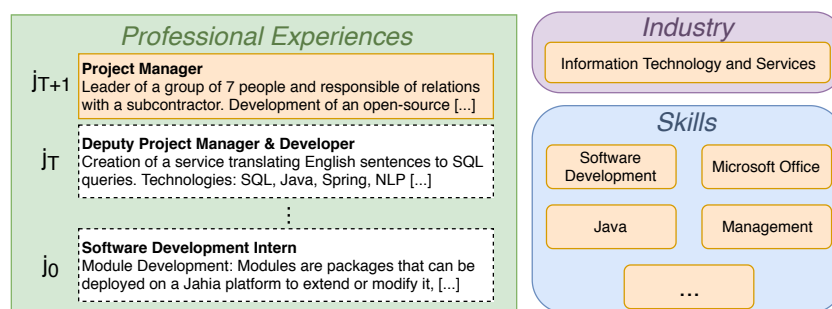 Professional Experiences
jT+1
Project Manager
Leader of a group of 7 people and responsible of relations
with a subcontractor. Development of an open-source [...]
jT
Deputy Project Manager & Developer
Creation of a service translating English sentences to SQL
queries. Technologies: SQL, Java, Spring, NLP [...]
⋮
j0
Software Development Intern
Module Development: Modules are packages that can be
deployed on a Jahia platform to extend or modify it, [...]
Industry
Information Technology and Services
Skills
Software
Development
Microsoft Office
Java
Management
...